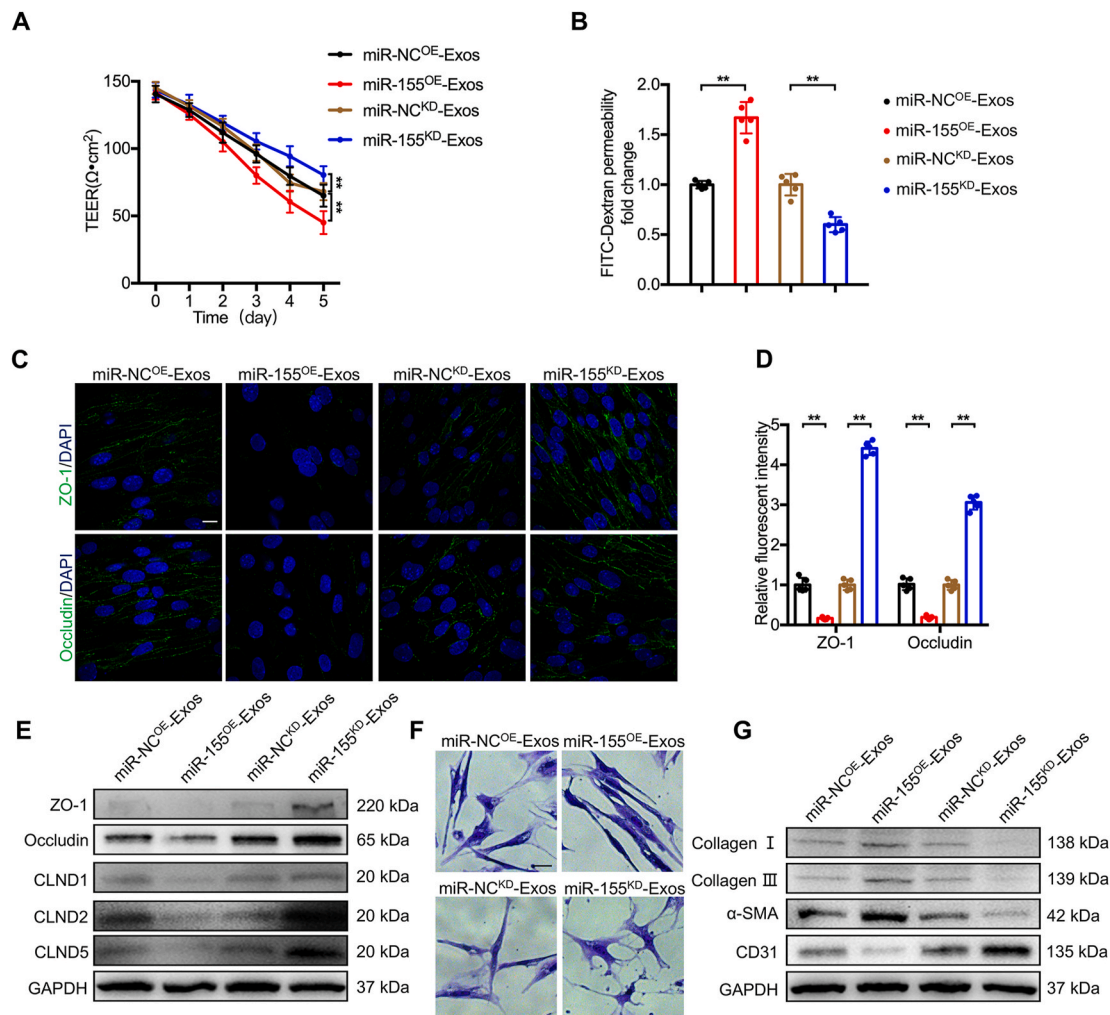 A
miR-NC^OE-Exos
miR-155^OE-Exos
miR-NC^KD-Exos
miR-155^KD-Exos
150
100
50
0
TEER(Ω•cm²)
**
**
0 1 2 3 4 5
Time (day)
B
** **
2.0
1.5
1.0
0.5
0.0
FITC-Dextran permeability
fold change
miR-NC^OE-Exos
miR-155^OE-Exos
miR-NC^KD-Exos
miR-155^KD-Exos
C
miR-NC^OE-Exos miR-155^OE-Exos miR-NC^KD-Exos miR-155^KD-Exos
ZO-1/DAPI
Occludin/DAPI
D
** ** ** **
5
4
3
2
1
0
Relative fluorescent intensity
ZO-1 Occludin
E
miR-NC^OE-Exos miR-155^OE-Exos miR-NC^KD-Exos miR-155^KD-Exos
ZO-1 220 kDa
Occludin 65 kDa
CLND1 20 kDa
CLND2 20 kDa
CLND5 20 kDa
GAPDH 37 kDa
F
miR-NC^OE-Exos miR-155^OE-Exos
miR-NC^KD-Exos miR-155^KD-Exos
G
miR-NC^OE-Exos miR-155^OE-Exos miR-NC^KD-Exos miR-155^KD-Exos
Collagen Ⅰ 138 kDa
Collagen Ⅲ 139 kDa
α-SMA 42 kDa
CD31 135 kDa
GAPDH 37 kDa